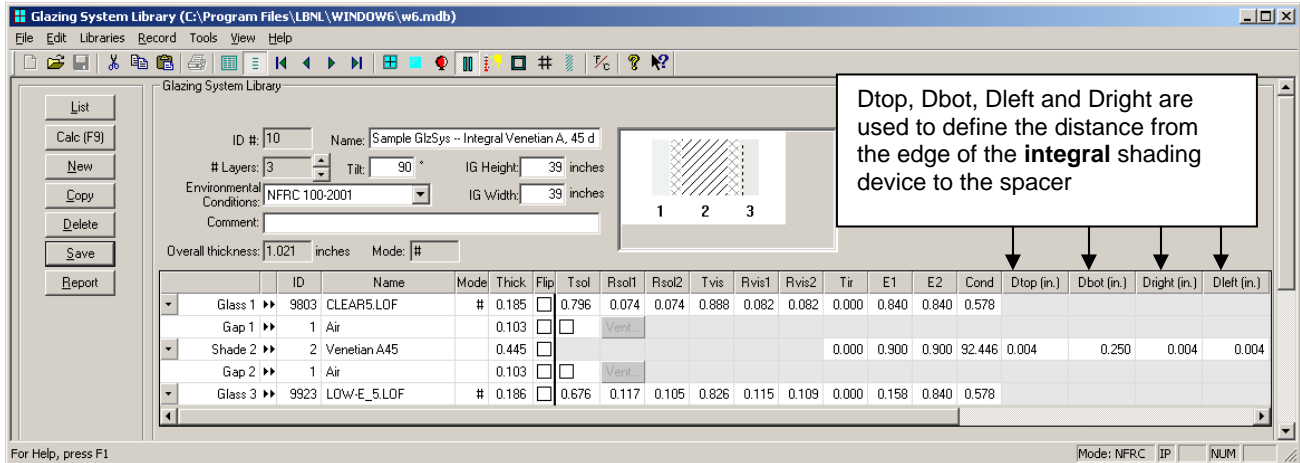 Glazing System Library (C:\Program Files\LBNL\WINDOW6\w6.mdb)
File Edit Libraries Record Tools View Help
Glazing System Library
List
Calc (F9)
New
Copy
Delete
Save
Report
ID #: 10 Name: Sample GlzSys -- Integral Venetian A, 45 d
# Layers: 3 Tilt: 90 ° IG Height: 39 inches
Environmental Conditions: NFRC 100-2001 IG Width: 39 inches
Comment:
Overall thickness: 1.021 inches Mode: #
1 2 3
Dtop, Dbot, Dleft and Dright are
used to define the distance from
the edge of the integral shading
device to the spacer
ID Name Mode Thick Flip Tsol Rsol1 Rsol2 Tvis Rvis1 Rvis2 Tir E1 E2 Cond Dtop (in.) Dbot (in.) Dright (in.) Dleft (in.)
Glass 1 9803 CLEAR5.LOF # 0.185 0.796 0.074 0.074 0.888 0.082 0.082 0.000 0.840 0.840 0.578
Gap 1 1 Air 0.103 Vent...
Shade 2 2 Venetian A45 0.445 0.000 0.900 0.900 92.446 0.004 0.250 0.004 0.004
Gap 2 1 Air 0.103 Vent...
Glass 3 9923 LOW-E_5.LOF # 0.186 0.676 0.117 0.105 0.826 0.115 0.109 0.000 0.158 0.840 0.578
For Help, press F1 Mode: NFRC IP NUM